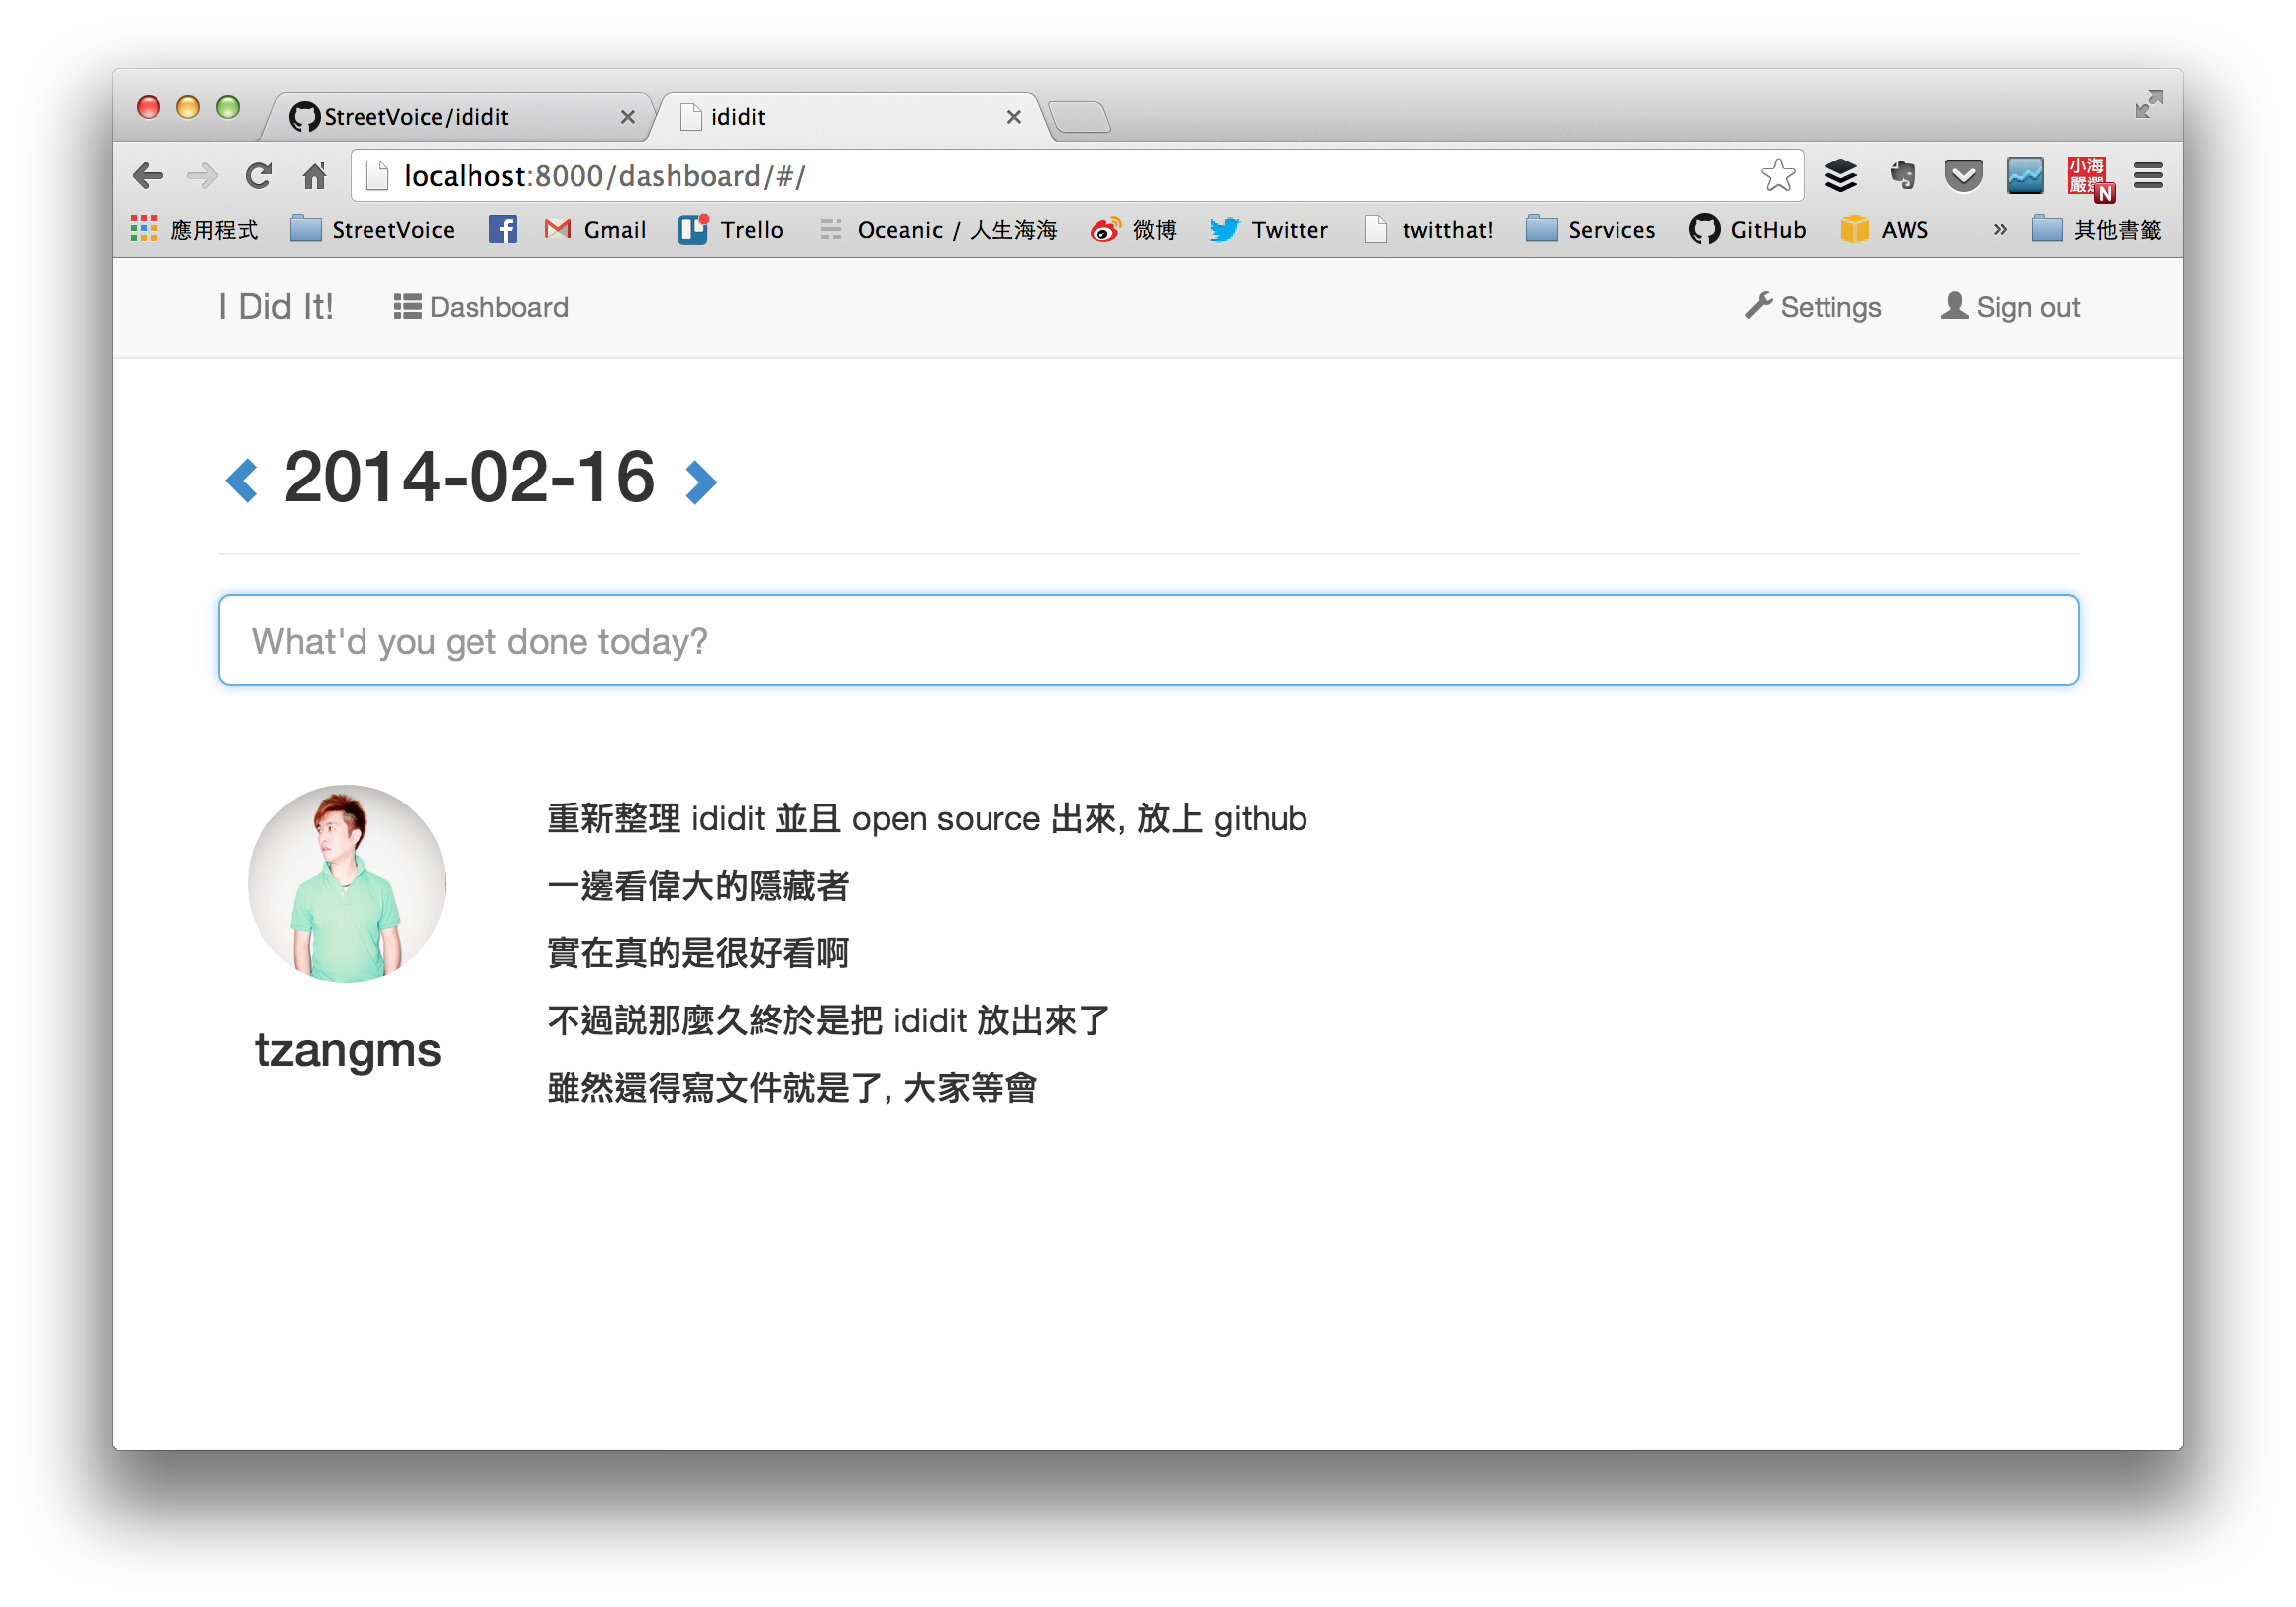 StreetVoice/ididit
ididit
localhost:8000/dashboard/#/
小海
N
應用程式 StreetVoice Gmail Trello Oceanic / 人生海海 微博 Twitter twitthat! Services GitHub AWS » 其他書籤
I Did It! Dashboard Settings Sign out
2014-02-16
What'd you get done today?
重新整理 ididit 並且 open source 出來, 放上 github
一邊看偉大的隱藏者
實在真的是很好看啊
不過説那麼久終於是把 ididit 放出來了
雖然還得寫文件就是了, 大家等會
tzangms